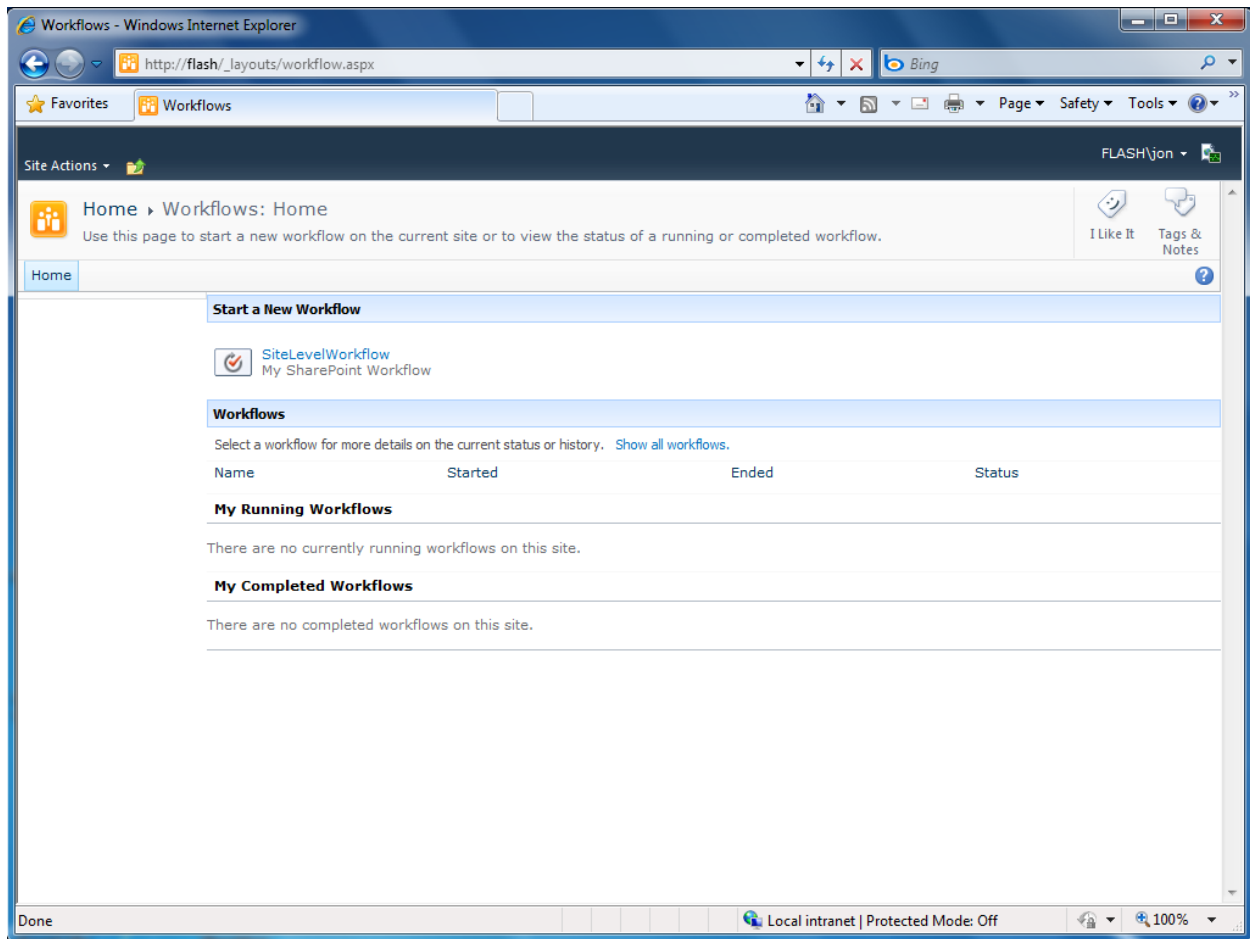 Workflows - Windows Internet Explorer
http://flash/_layouts/workflow.aspx
Bing
Favorites
Workflows
Page
Safety
Tools
Site Actions
FLASH\jon
Home
Workflows: Home
Use this page to start a new workflow on the current site or to view the status of a running or completed workflow.
I Like It
Tags &
Notes
Home
Start a New Workflow
SiteLevelWorkflow
My SharePoint Workflow
Workflows
Select a workflow for more details on the current status or history. Show all workflows.
Name Started Ended Status
My Running Workflows
There are no currently running workflows on this site.
My Completed Workflows
There are no completed workflows on this site.
Done
Local intranet | Protected Mode: Off
100%